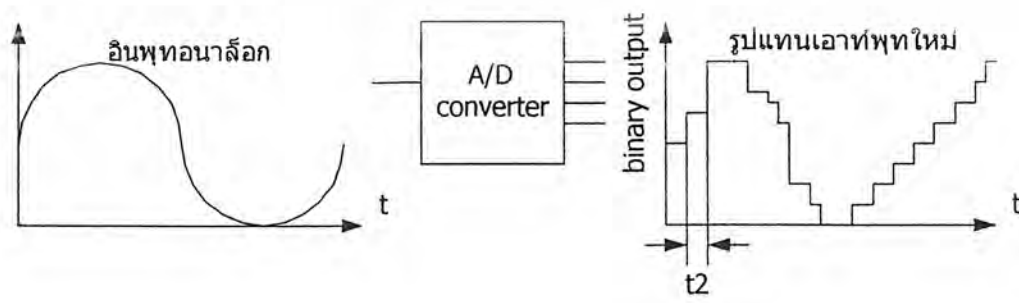 อินพุทอนาล็อก
t
A/D
converter
binary output
รูปแทนเอาท์พุทใหม่
t
t2